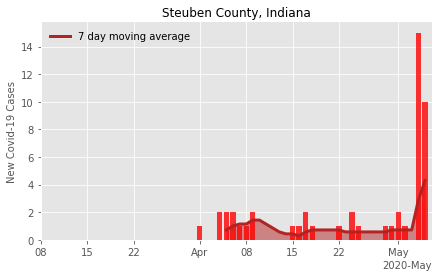 Steuben County, Indiana
7 day moving average
New Covid-19 Cases
14
12
10
8
6
4
2
0
08 15 22 Apr 08 15 22 May
2020-May